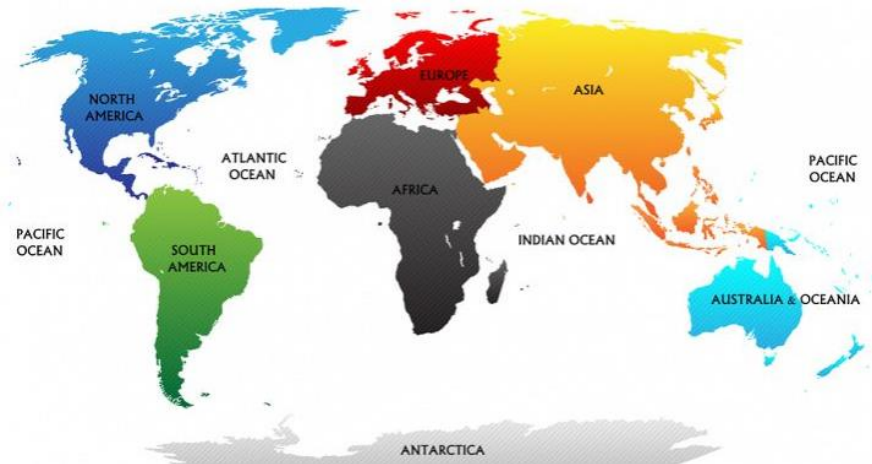 EUROPE
ASIA
NORTH
AMERICA
ATLANTIC
OCEAN
PACIFIC
OCEAN
AFRICA
PACIFIC
OCEAN
SOUTH
AMERICA
INDIAN OCEAN
AUSTRALIA & OCEANIA
ANTARCTICA